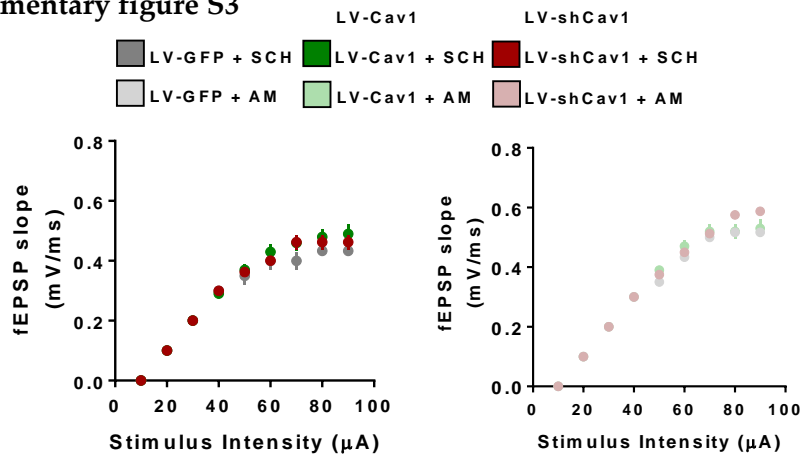 mentary figure S3
LV-Cav1 LV-shCav1
LV-GFP + SCH LV-Cav1 + SCH LV-shCav1 + SCH
LV-GFP + AM LV-Cav1 + AM LV-shCav1 + AM
fEPSP slope
(mV/ms)
0.8
0.6
0.4
0.2
0.0
0 20 40 60 80 100
Stimulus Intensity (μA)
fEPSP slope
(mV/ms)
0.8
0.6
0.4
0.2
0.0
0 20 40 60 80 100
Stimulus Intensity (μA)